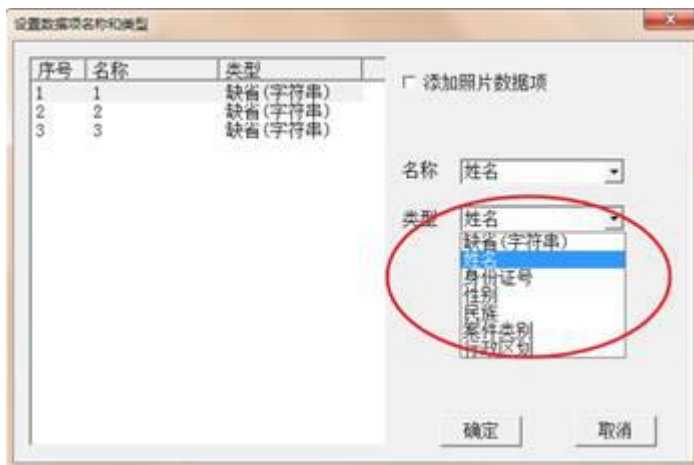 设置数据项名称和类型
序号 名称 类型
1 1 缺省(字符串)
2 2 缺省(字符串)
3 3 缺省(字符串)
添加照片数据项
名称 姓名
类型 姓名
缺省(字符串)
姓名
身份证号
性别
民族
案件类别
行政区划
确定 取消